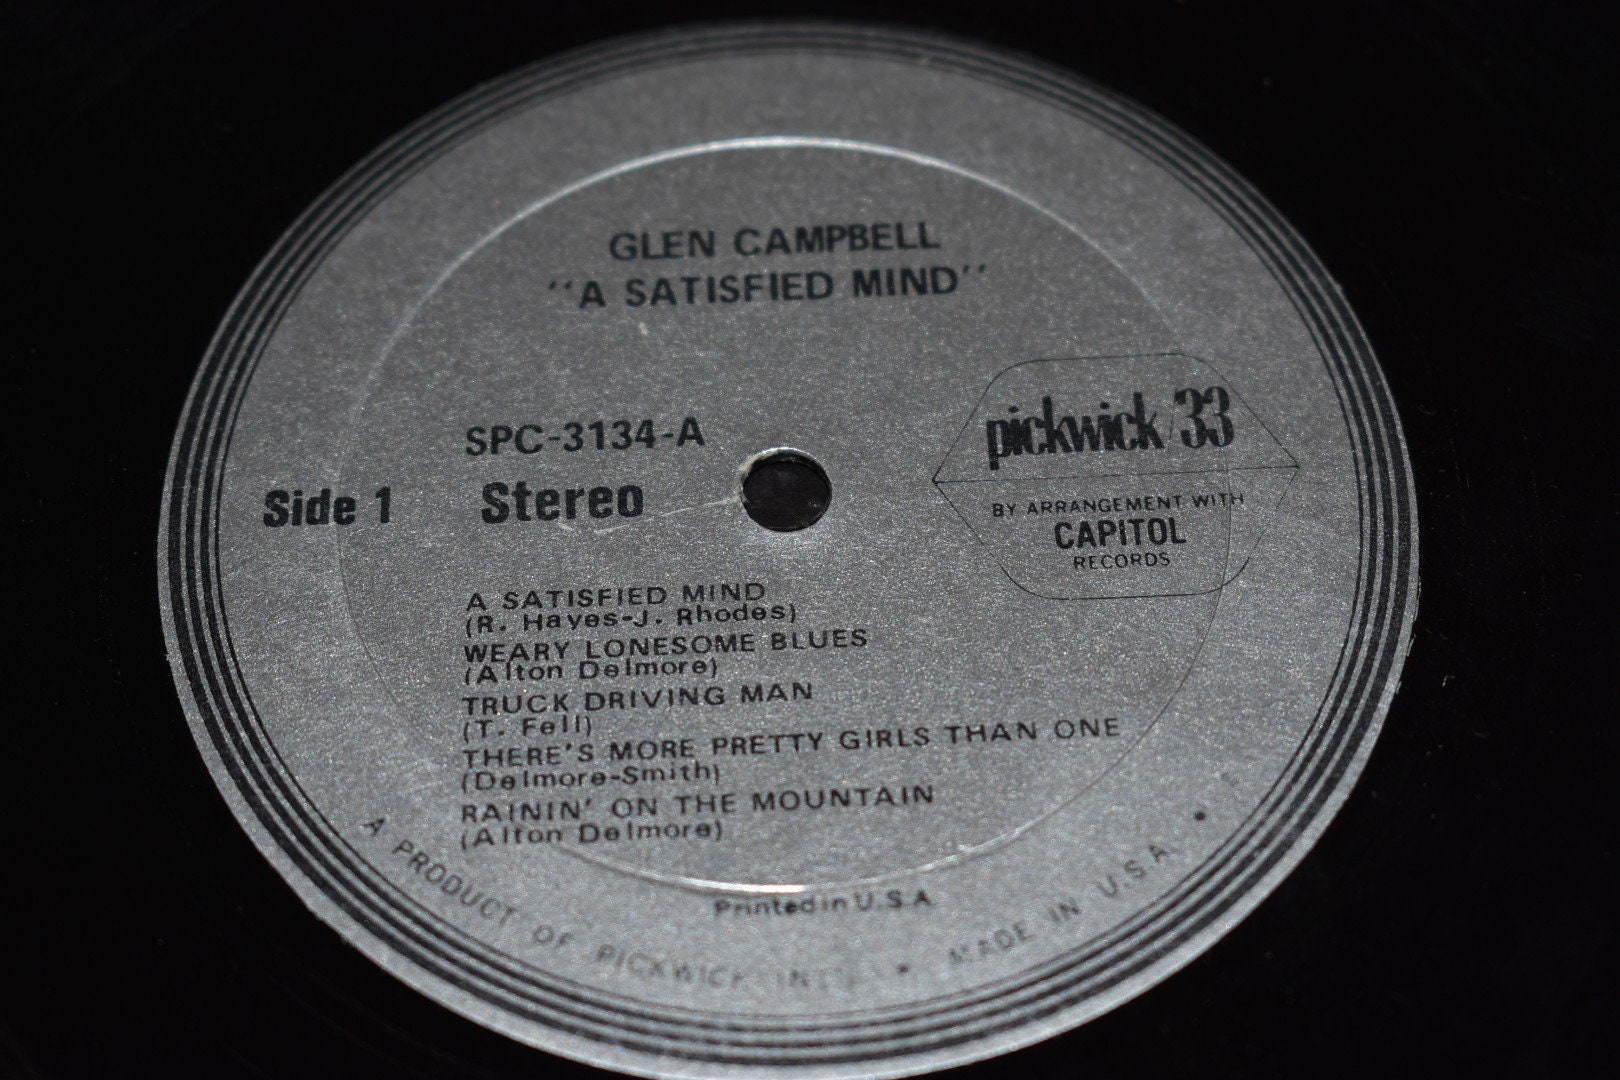 GLEN CAMPBELL
"A SATISFIED MIND"
SPC-3134-A
Side 1 Stereo
pickwick/33
BY ARRANGEMENT WITH
CAPITOL
RECORDS
A SATISFIED MIND
(R. Hayes-J. Rhodes)
WEARY LONESOME BLUES
(Alton Delmore)
TRUCK DRIVING MAN
(T. Fell)
THERE'S MORE PRETTY GIRLS THAN ONE
(Delmore-Smith)
RAININ' ON THE MOUNTAIN
(Alton Delmore)
Printed in U.S.A
A PRODUCT OF PICKWICK • MADE IN U.S.A. •